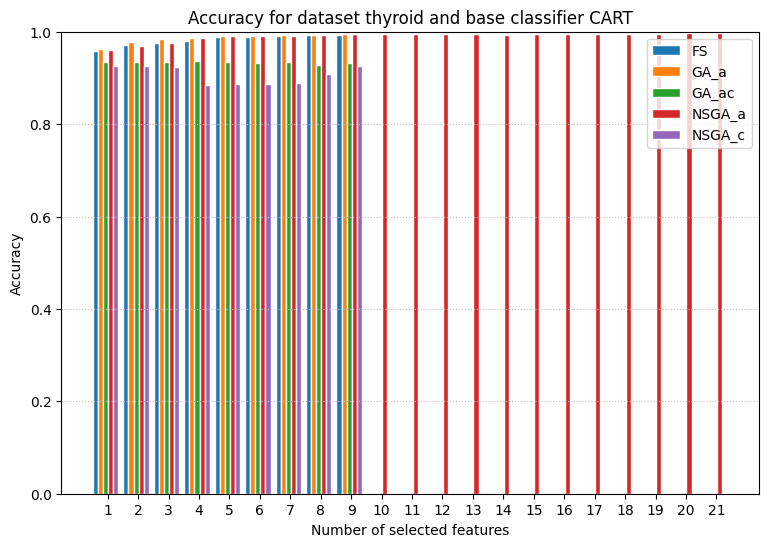 Accuracy for dataset thyroid and base classifier CART
1.0
0.8
0.6
0.4
0.2
0.0
Accuracy
FS
GA_a
GA_ac
NSGA_a
NSGA_c
1 2 3 4 5 6 7 8 9 10 11 12 13 14 15 16 17 18 19 20 21
Number of selected features